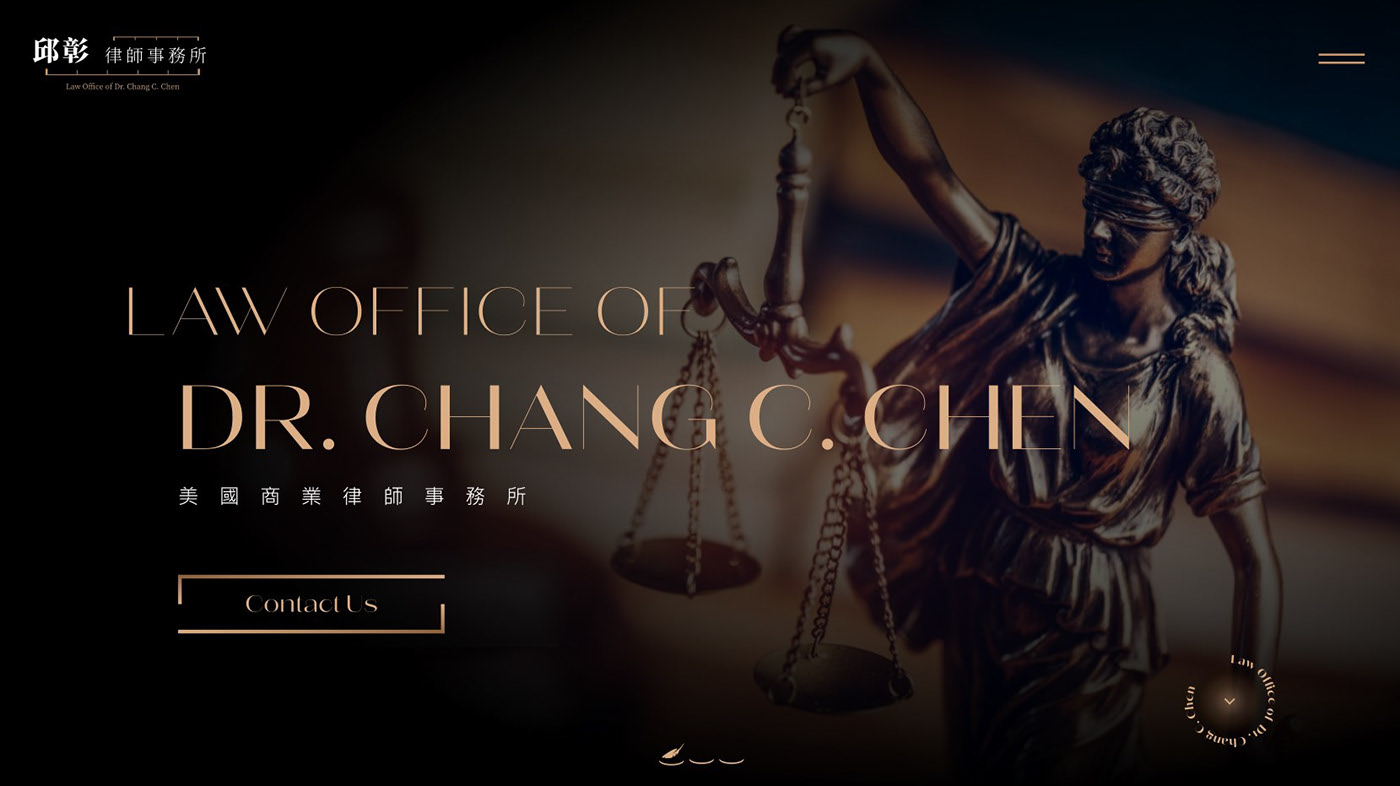 邱彰 律師事務所
Law Office of Dr. Chang C. Chen
LAW OFFICE OF
DR. CHANG C. CHEN
美國商業律師事務所
Contact Us
Law Office of Dr. Chang C. Chen